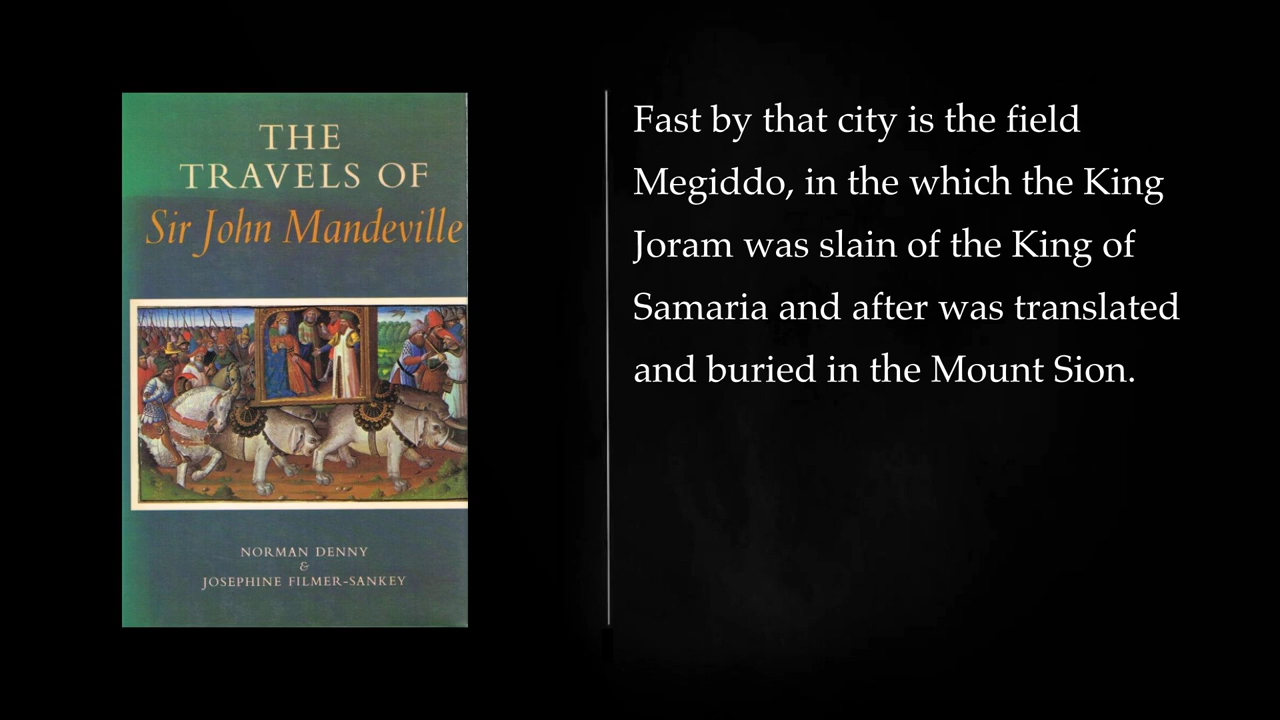 THE
TRAVELS OF
Sir John Mandeville
NORMAN DENNY
&
JOSEPHINE FILMER-SANKEY
Fast by that city is the field
Megiddo, in the which the King
Joram was slain of the King of
Samaria and after was translated
and buried in the Mount Sion.